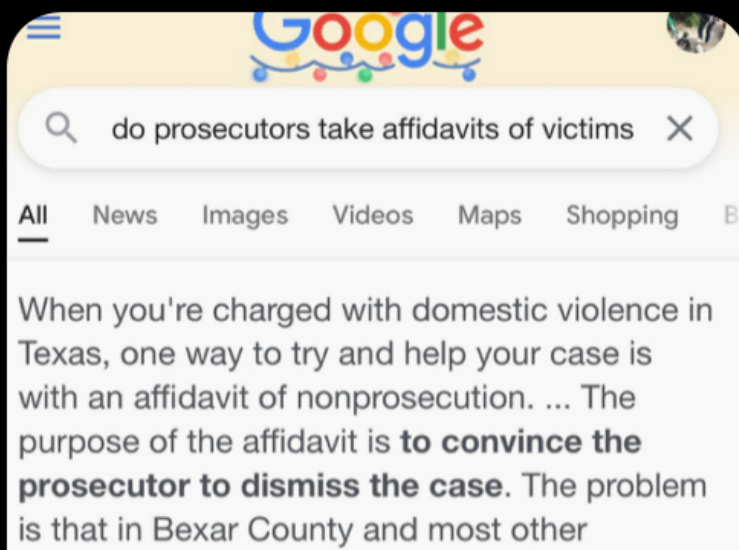 Google
do prosecutors take affidavits of victims
All News Images Videos Maps Shopping B
When you're charged with domestic violence in
Texas, one way to try and help your case is
with an affidavit of nonprosecution. ... The
purpose of the affidavit is to convince the
prosecutor to dismiss the case. The problem
is that in Bexar County and most other